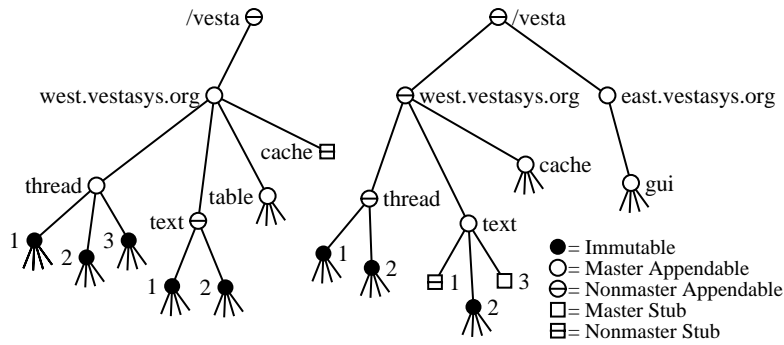 /vesta
/vesta
west.vestasys.org
west.vestasys.org
east.vestasys.org
cache
cache
thread
table
thread
gui
text
text
1
2
3
1
2
1
2
1
2
3
= Immutable
= Master Appendable
= Nonmaster Appendable
= Master Stub
= Nonmaster Stub